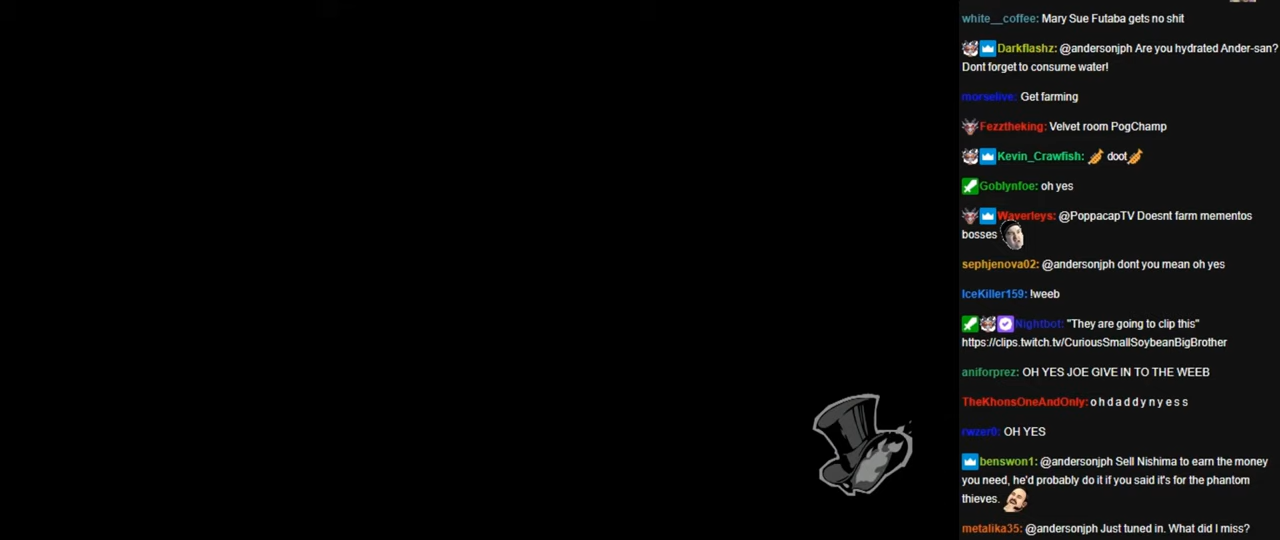 white__coffee: Mary Sue Futaba gets no shit
Darkflashz: @andersonjph Are you hydrated Ander-san?
Dont forget to consume water!
morselive: Get farming
Fezztheking: Velvet room PogChamp
Kevin_Crawfish: 🎺 doot🎺
Goblynfoe: oh yes
Waverleys: @PoppacapTV Doesnt farm mementos
bosses
sephjenova02: @andersonjph dont you mean oh yes
IceKiller159: !weeb
Nightbot: "They are going to clip this"
https://clips.twitch.tv/CuriousSmallSoybeanBigBrother
aniforprez: OH YES JOE GIVE IN TO THE WEEB
TheKhonsOneAndOnly: o h d a d d y n y e s s
rwzer0: OH YES
benswon1: @andersonjph Sell Nishima to earn the money
you need, he'd probably do it if you said it's for the phantom
thieves.
metalika35: @andersonjph Just tuned in. What did I miss?